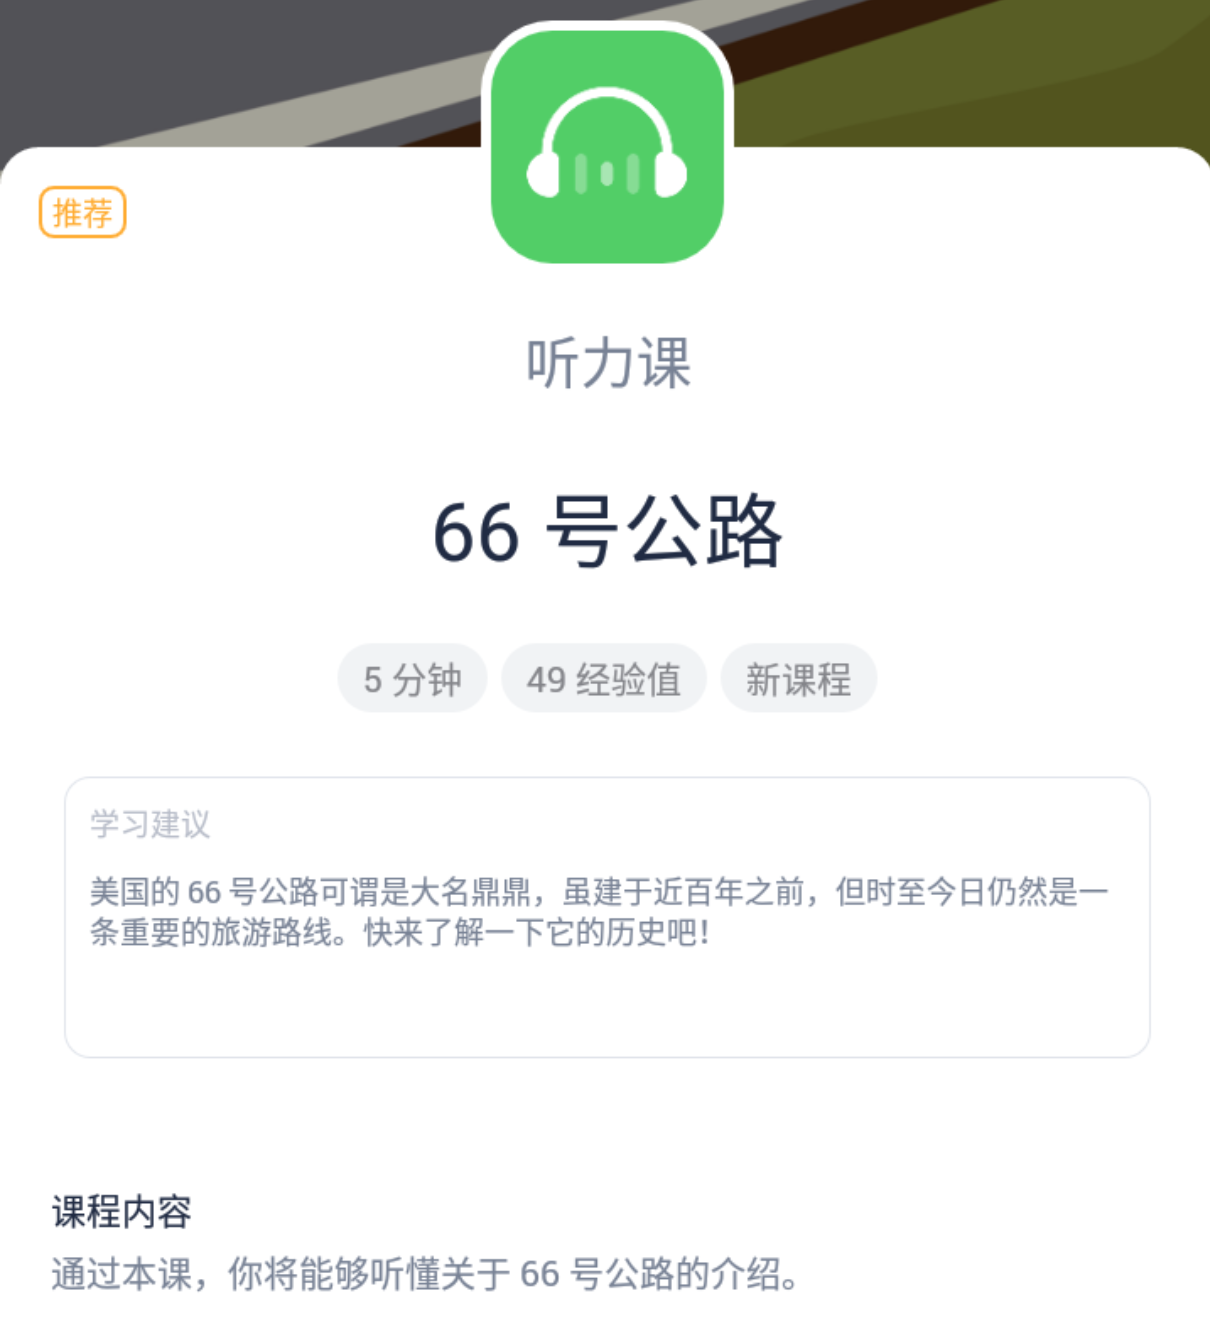 推荐
听力课
66 号公路
5 分钟
49 经验值
新课程
学习建议
美国的 66 号公路可谓是大名鼎鼎，虽建于近百年之前，但时至今日仍然是一
条重要的旅游路线。快来了解一下它的历史吧！
课程内容
通过本课，你将能够听懂关于 66 号公路的介绍。